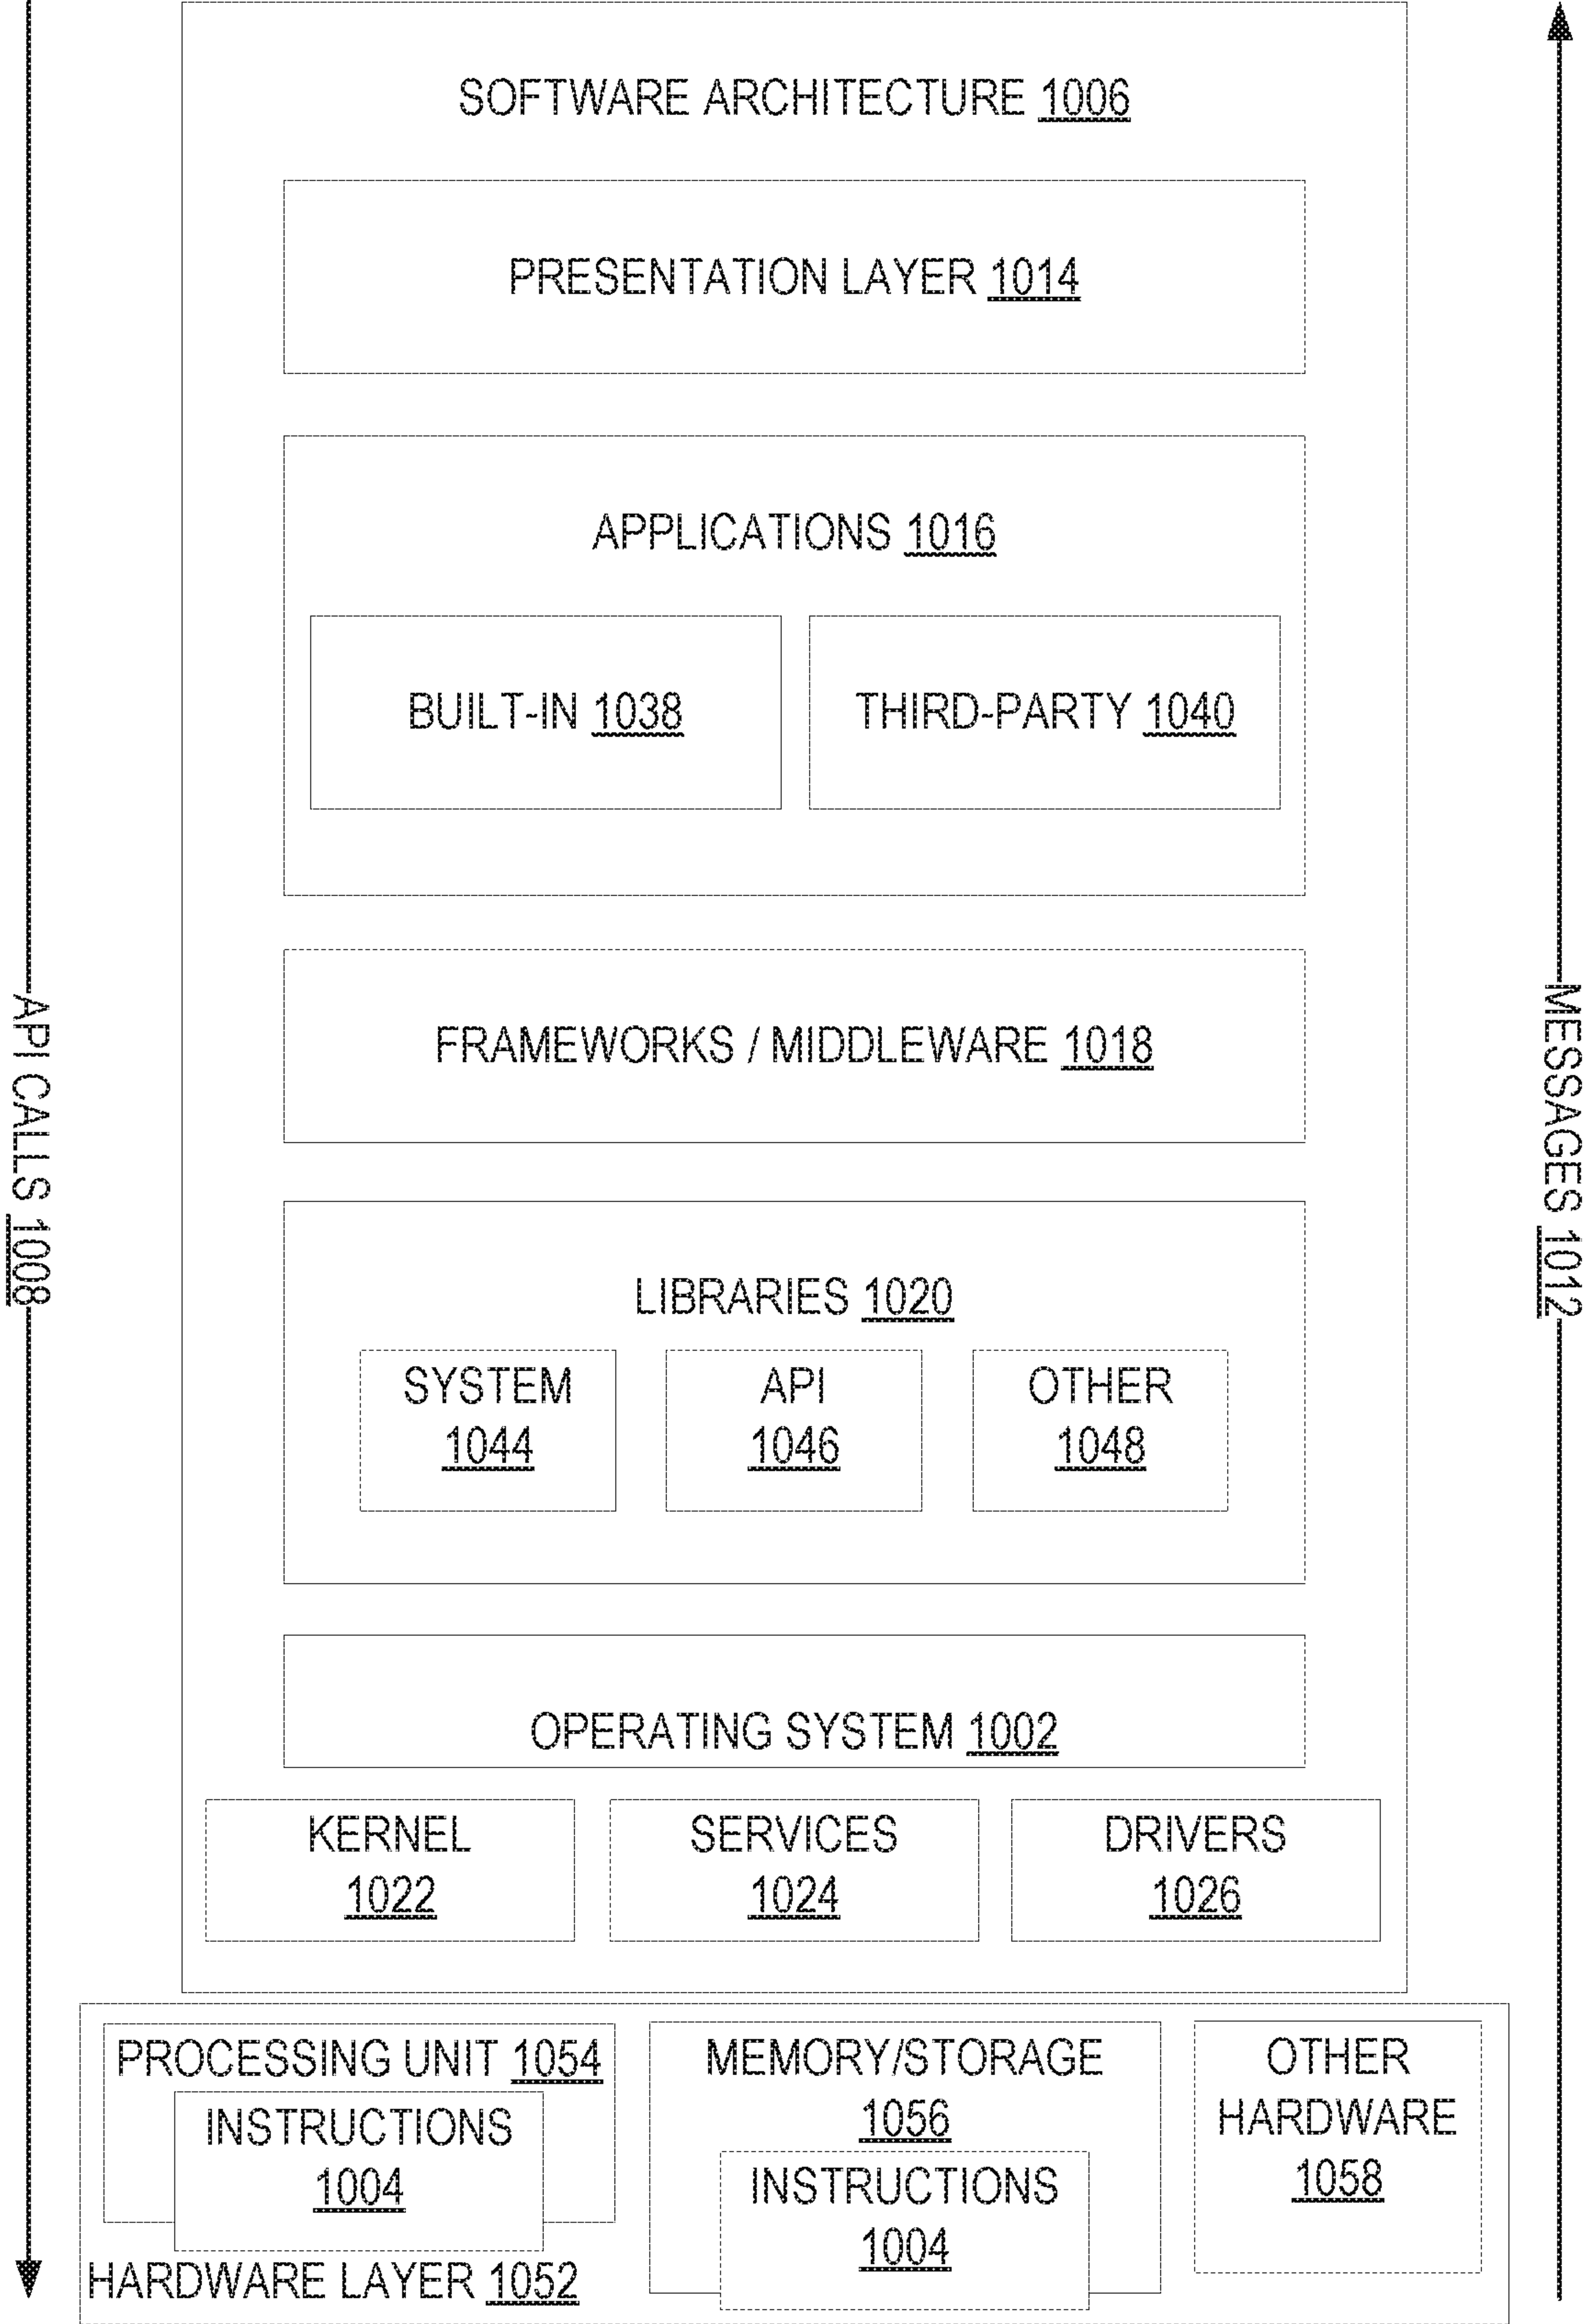 SOFTWARE ARCHITECTURE 1006
PRESENTATION LAYER 1014
APPLICATIONS 1016
BUILT-IN 1038
THIRD-PARTY 1040
FRAMEWORKS / MIDDLEWARE 1018
API CALLS 1008
MESSAGES 1012
LIBRARIES 1020
SYSTEM
1044
API
1046
OTHER
1048
OPERATING SYSTEM 1002
KERNEL
1022
SERVICES
1024
DRIVERS
1026
PROCESSING UNIT 1054
INSTRUCTIONS
1004
MEMORY/STORAGE
1056
INSTRUCTIONS
1004
OTHER
HARDWARE
1058
HARDWARE LAYER 1052